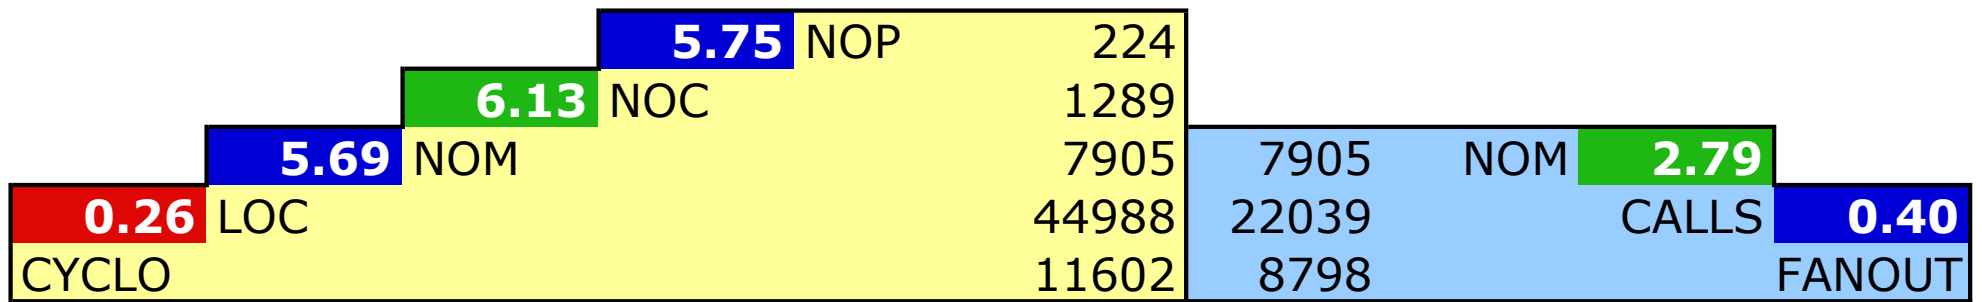 5.75 NOP 224
6.13 NOC 1289
5.69 NOM 7905 7905 NOM 2.79
0.26 LOC 44988 22039 CALLS 0.40
CYCLO 11602 8798 FANOUT